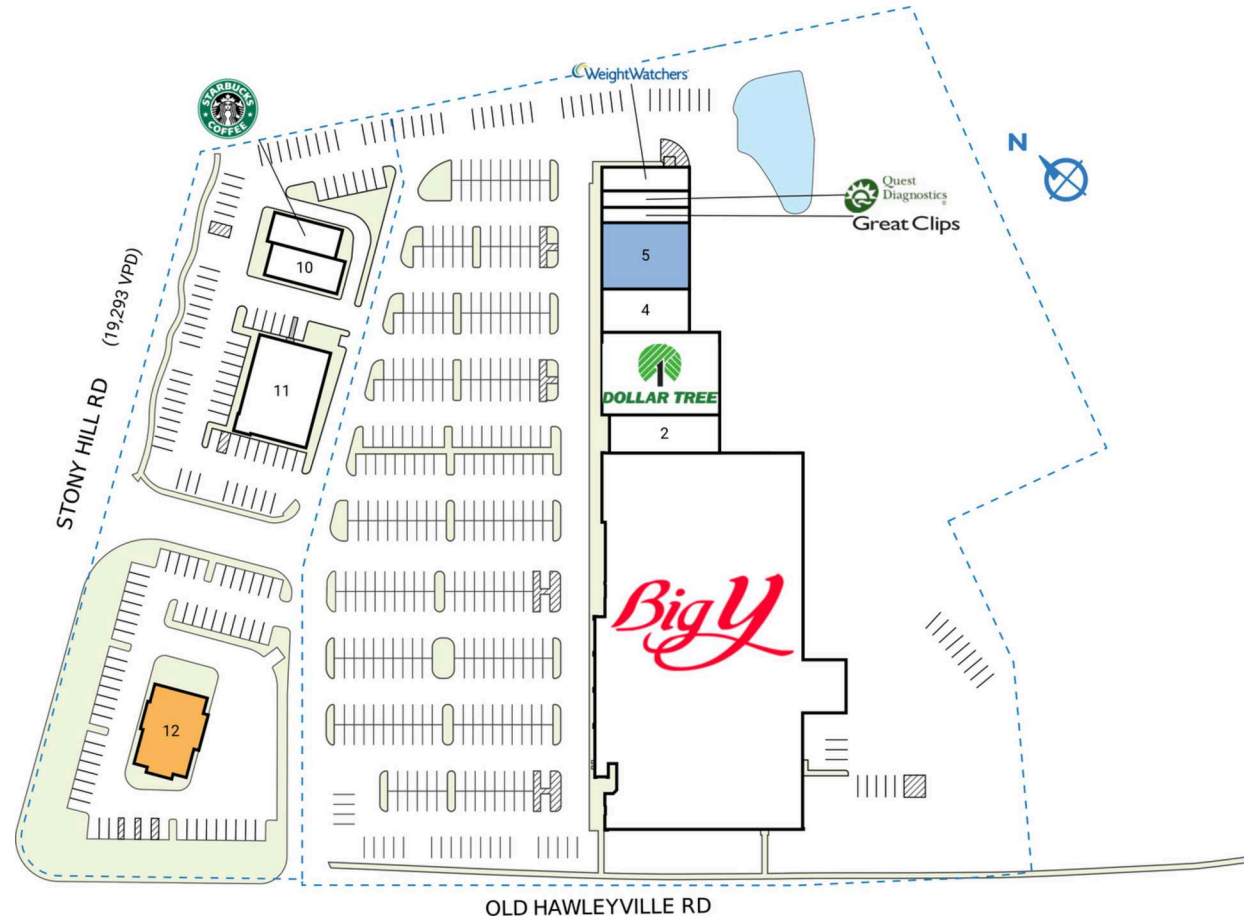 WeightWatchers
STARBUCKS
COFFEE
N
Quest
Diagnostics
Great Clips
5
10
4
(19,293 VPD)
11
DOLLAR TREE
2
STONY HILL RD
Big Y
12
OLD HAWLEYVILLE RD